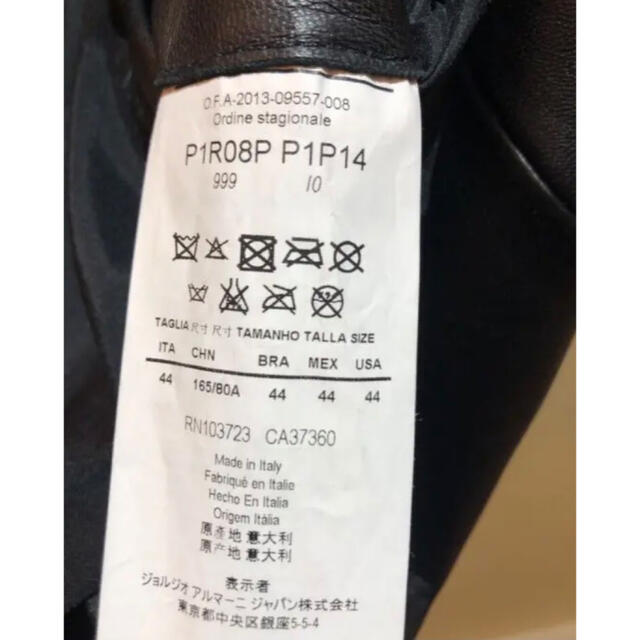 O.F.A-2013-09557-008
Ordine stagionale
P1R08P P1P14
999 10
TAGLIA 尺寸 尺寸 TAMANHO TALLA SIZE
ITA CHN BRA MEX USA
44 165/80A 44 44 44
RN103723 CA37360
Made in Italy
Fabriqué en Italie
Hecho En Italia
Origem Itália
原產地 意大利
原产地 意大利
表示者
ジョルジオ アルマーニ ジャパン株式会社
東京都中央区銀座5-5-4